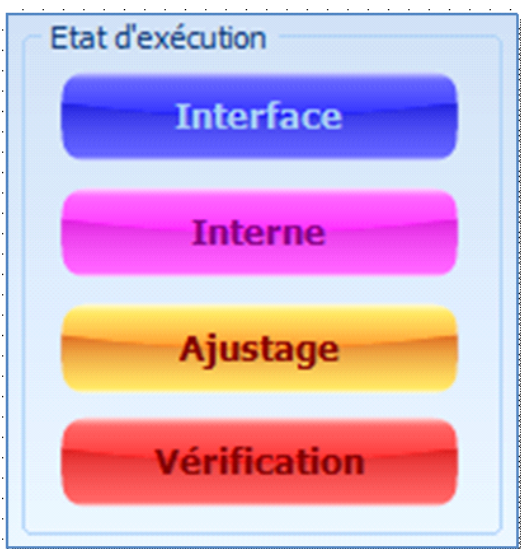 Etat d'exécution
Interface
Interne
Ajustage
Vérification